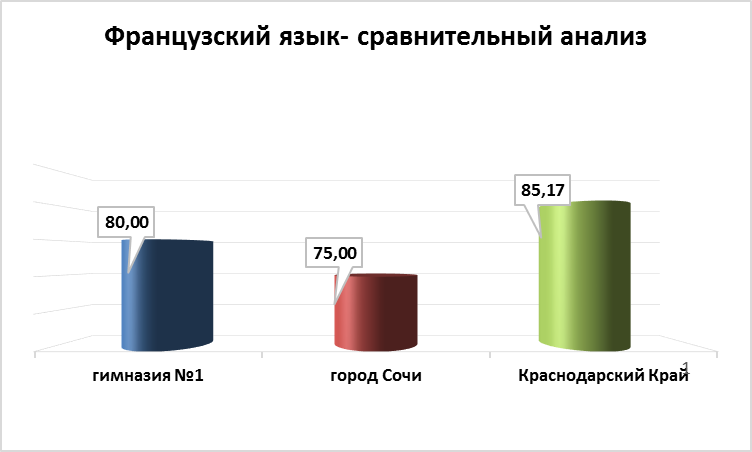 Французский язык- сравнительный анализ
80,00
75,00
85,17
гимназия №1
город Сочи
Краснодарский Край
1